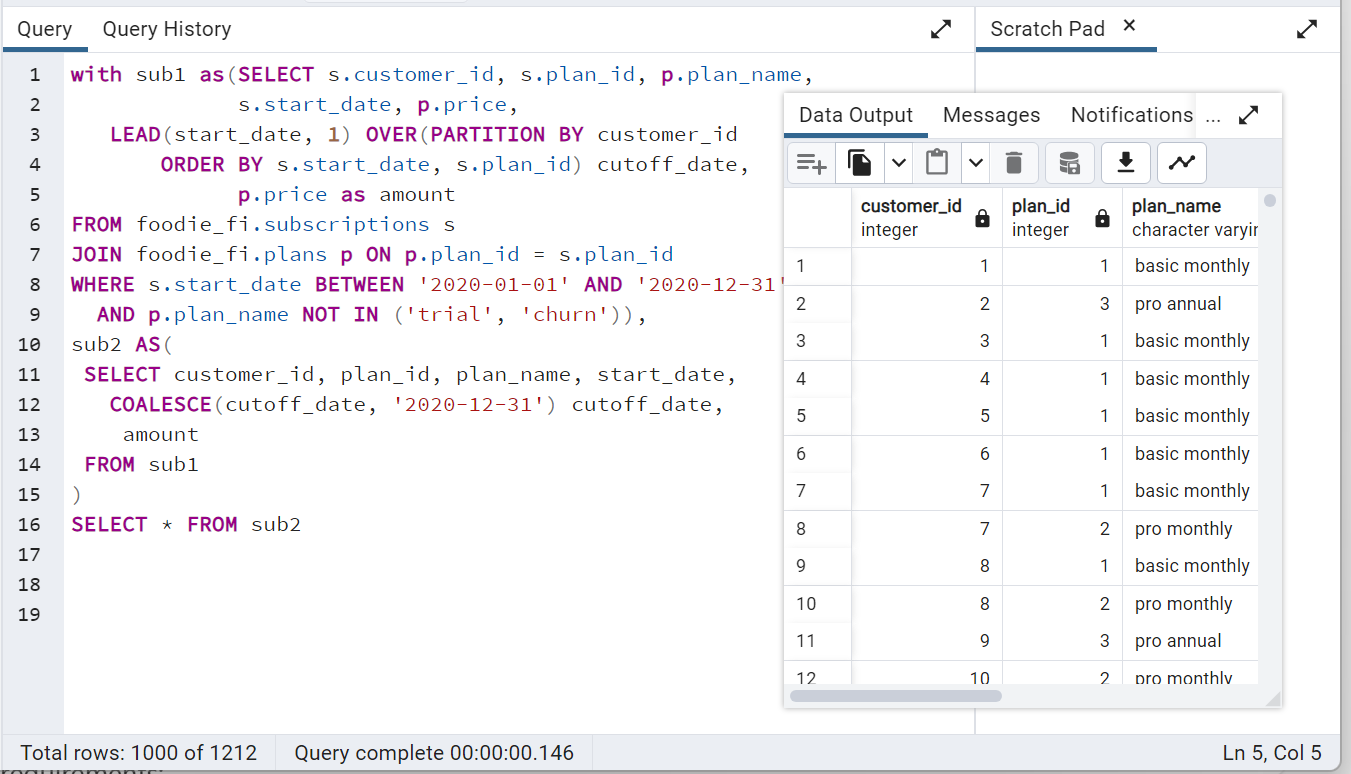 Query Query History
Scratch Pad ×
1 with sub1 as(SELECT s.customer_id, s.plan_id, p.plan_name,
2 s.start_date, p.price,
3 LEAD(start_date, 1) OVER(PARTITION BY customer_id
4 ORDER BY s.start_date, s.plan_id) cutoff_date,
5 p.price as amount
6 FROM foodie_fi.subscriptions s
7 JOIN foodie_fi.plans p ON p.plan_id = s.plan_id
8 WHERE s.start_date BETWEEN '2020-01-01' AND '2020-12-31'
9 AND p.plan_name NOT IN ('trial', 'churn')),
10 sub2 AS(
11 SELECT customer_id, plan_id, plan_name, start_date,
12 COALESCE(cutoff_date, '2020-12-31') cutoff_date,
13 amount
14 FROM sub1
15 )
16 SELECT * FROM sub2
17
18
19
Data Output Messages Notifications ...
customer_id plan_id plan_name
integer integer character varyin
1 1 1 basic monthly
2 2 3 pro annual
3 3 1 basic monthly
4 4 1 basic monthly
5 5 1 basic monthly
6 6 1 basic monthly
7 7 1 basic monthly
8 7 2 pro monthly
9 8 1 basic monthly
10 8 2 pro monthly
11 9 3 pro annual
12 10 2 pro monthly
Total rows: 1000 of 1212 Query complete 00:00:00.146 Ln 5, Col 5